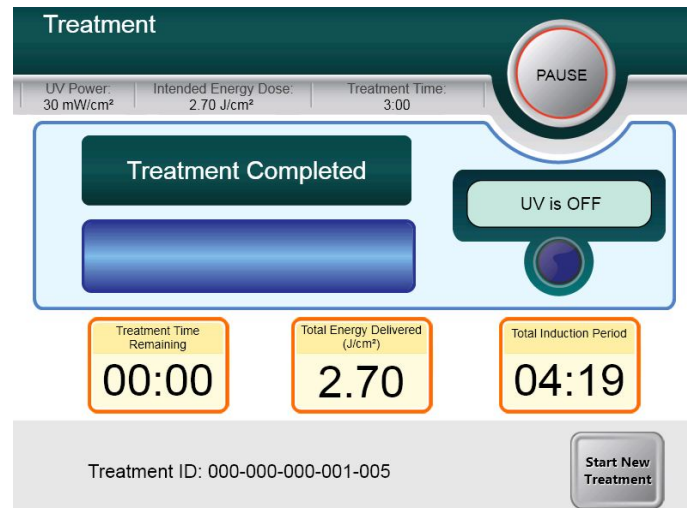 Treatment
PAUSE
UV Power:
30 mW/cm²
Intended Energy Dose:
2.70 J/cm²
Treatment Time:
3:00
Treatment Completed
UV is OFF
Treatment Time
Remaining
00:00
Total Energy Delivered
(J/cm²)
2.70
Total Induction Period
04:19
Treatment ID: 000-000-000-001-005
Start New
Treatment